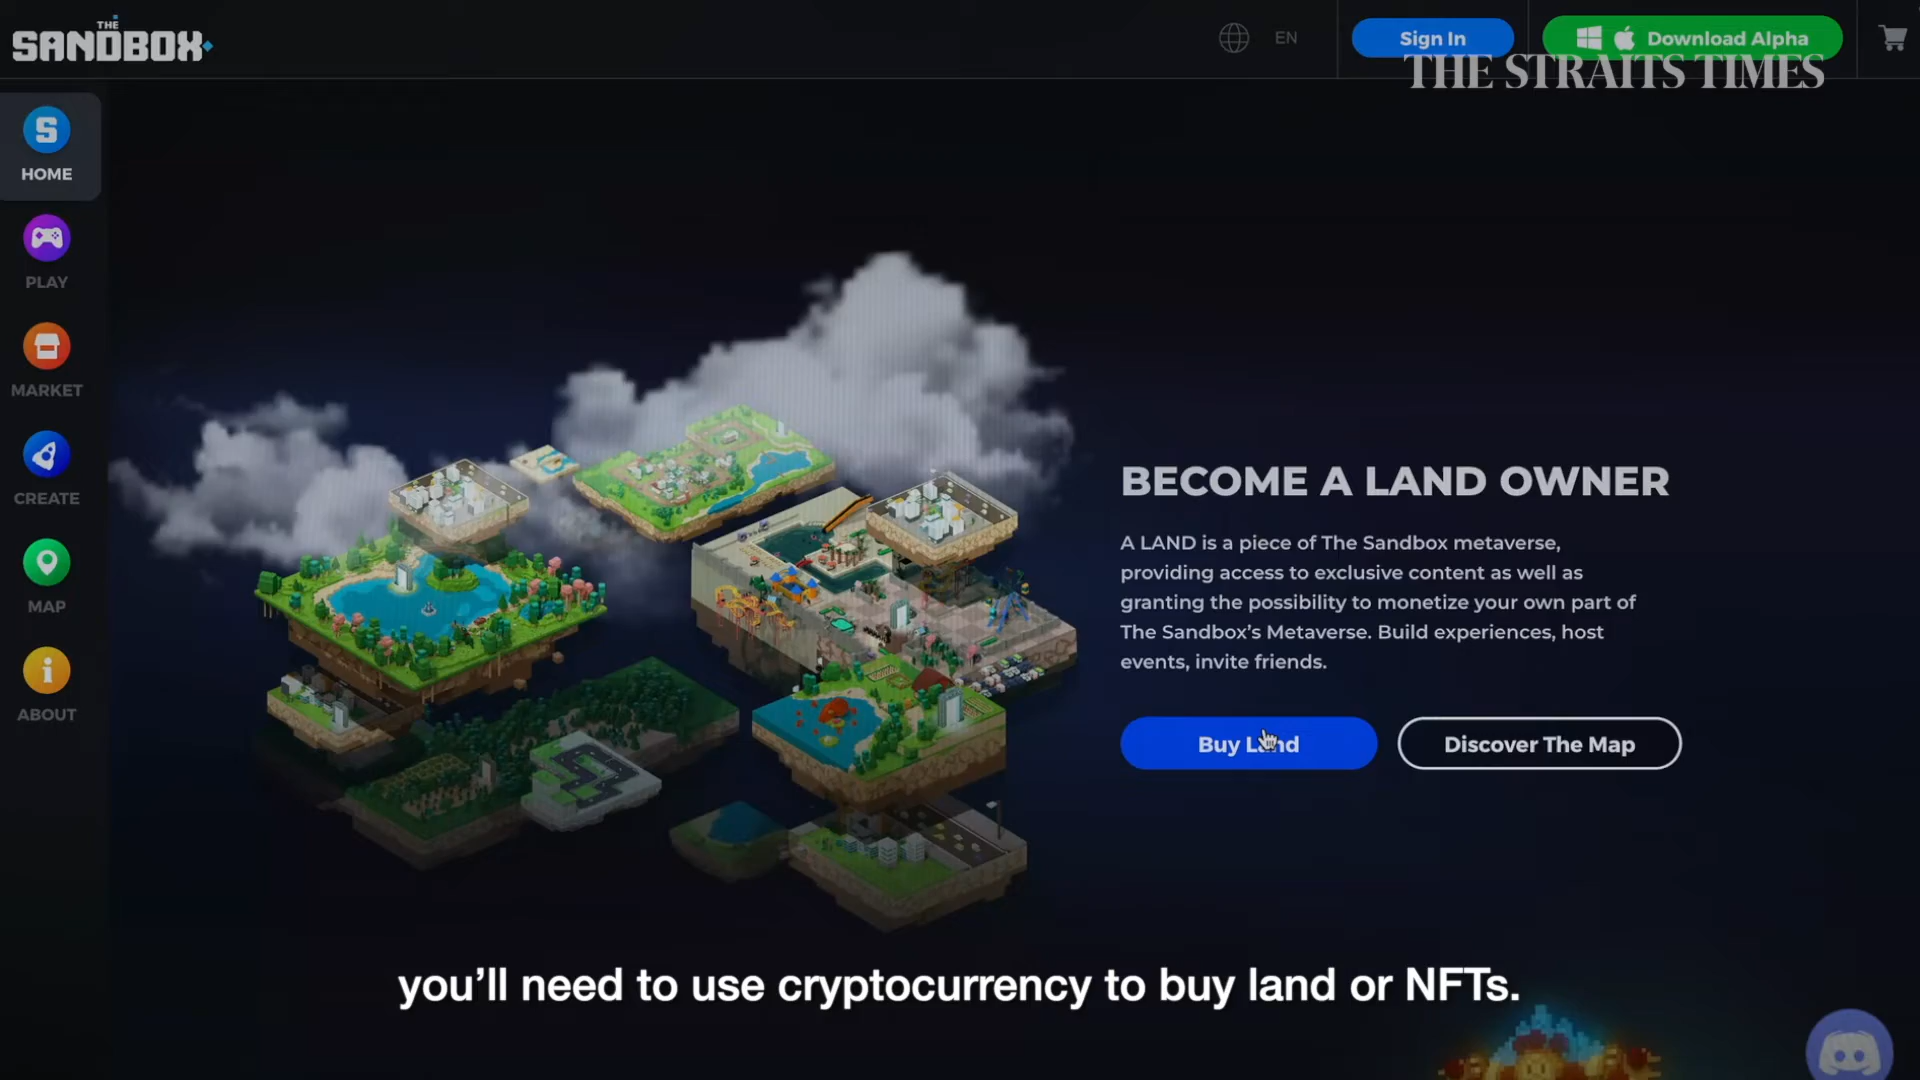 THE
SANDBOX
EN
Sign In
Download Alpha
THE STRAITS TIMES
HOME
PLAY
MARKET
CREATE
MAP
ABOUT
BECOME A LAND OWNER
A LAND is a piece of The Sandbox metaverse,
providing access to exclusive content as well as
granting the possibility to monetize your own part of
The Sandbox's Metaverse. Build experiences, host
events, invite friends.
Buy Land
Discover The Map
you'll need to use cryptocurrency to buy land or NFTs.